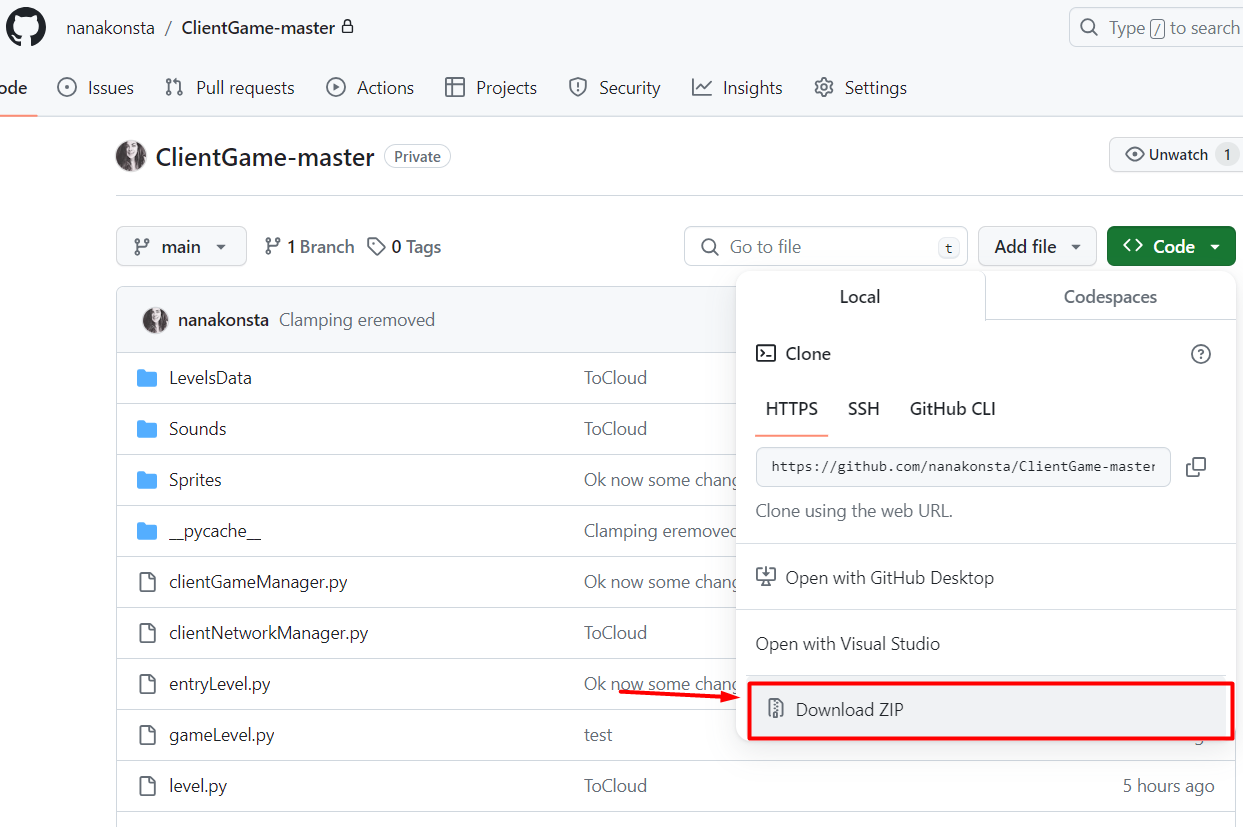 nanakonsta / ClientGame-master
Type / to search
ode Issues Pull requests Actions Projects Security Insights Settings
ClientGame-master Private
Unwatch 1
main 1 Branch 0 Tags
Go to file t
Add file
<> Code
nanakonsta Clamping eremoved
LevelsData ToCloud
Sounds ToCloud
Sprites Ok now some chang
__pycache__ Clamping eremoved
clientGameManager.py Ok now some chang
clientNetworkManager.py ToCloud
entryLevel.py Ok now some chang
gameLevel.py test
level.py ToCloud 5 hours ago
Local Codespaces
Clone
HTTPS SSH GitHub CLI
https://github.com/nanakonsta/ClientGame-master
Clone using the web URL.
Open with GitHub Desktop
Open with Visual Studio
Download ZIP